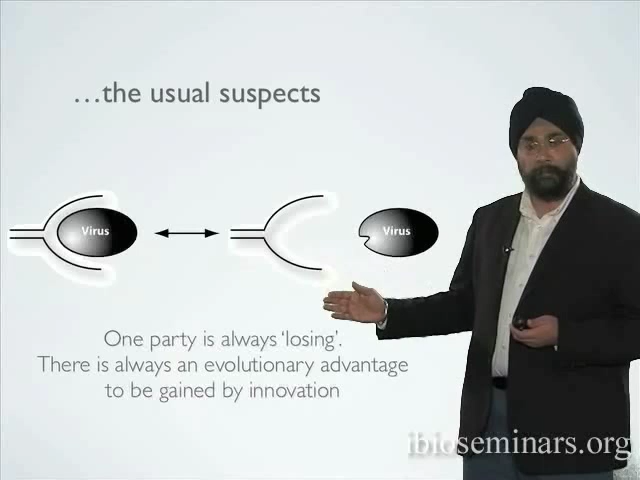 …the usual suspects
Virus
Virus
One party is always ‘losing’.
There is always an evolutionary advantage
to be gained by innovation
ibioseminars.org